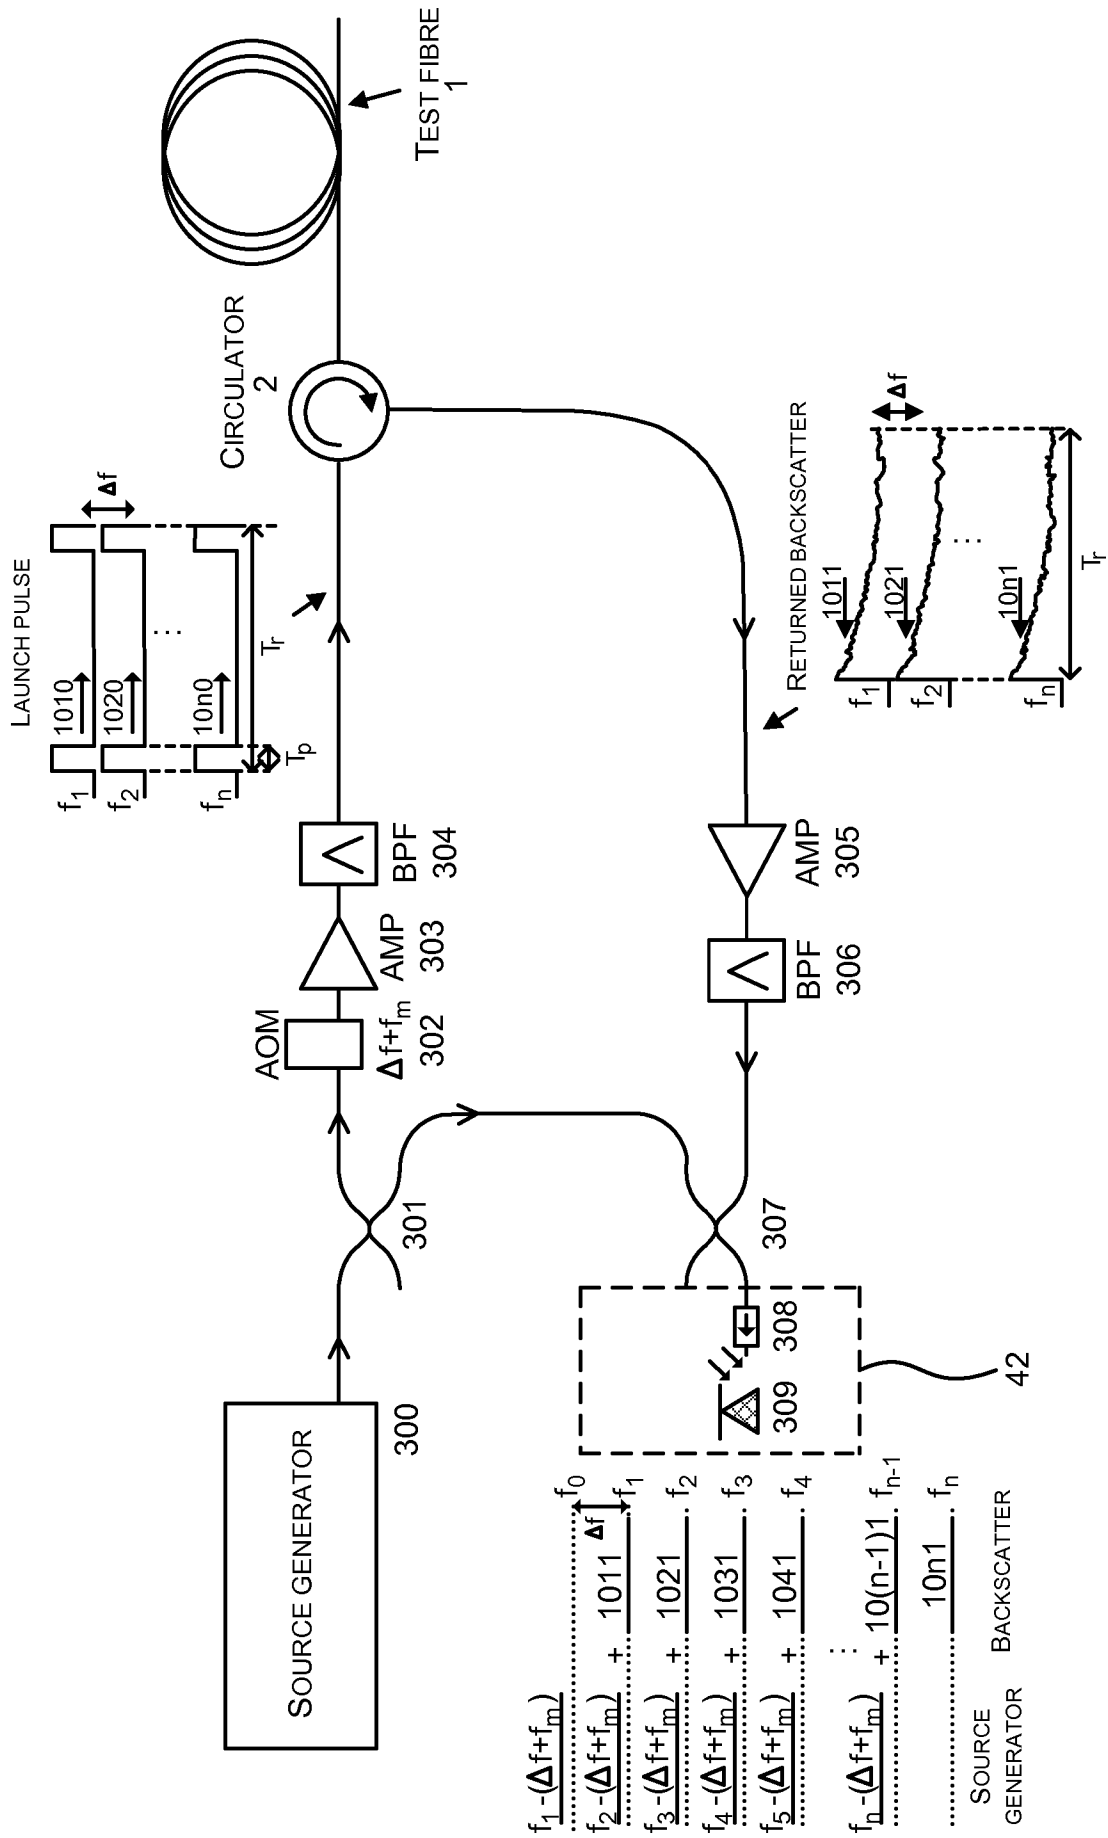 LAUNCH PULSE
f1
f2
fn
1010
1020
10n0
...
Δf
Tr
Tp
CIRCULATOR
2
TEST FIBRE
1
SOURCE GENERATOR
300
301
AOM
Δf+fm
302
AMP
303
BPF
304
RETURNED BACKSCATTER
f1
f2
fn
1011
1021
10n1
...
Δf
Tr
AMP
305
BPF
306
307
308
309
42
f1-(Δf+fm)
f0
Δf
f2-(Δf+fm) + 1011 f1
f3-(Δf+fm) + 1021 f2
f4-(Δf+fm) + 1031 f3
f5-(Δf+fm) + 1041 f4
...
fn-(Δf+fm) + 10(n-1)1 fn-1
10n1 fn
SOURCE
GENERATOR
BACKSCATTER